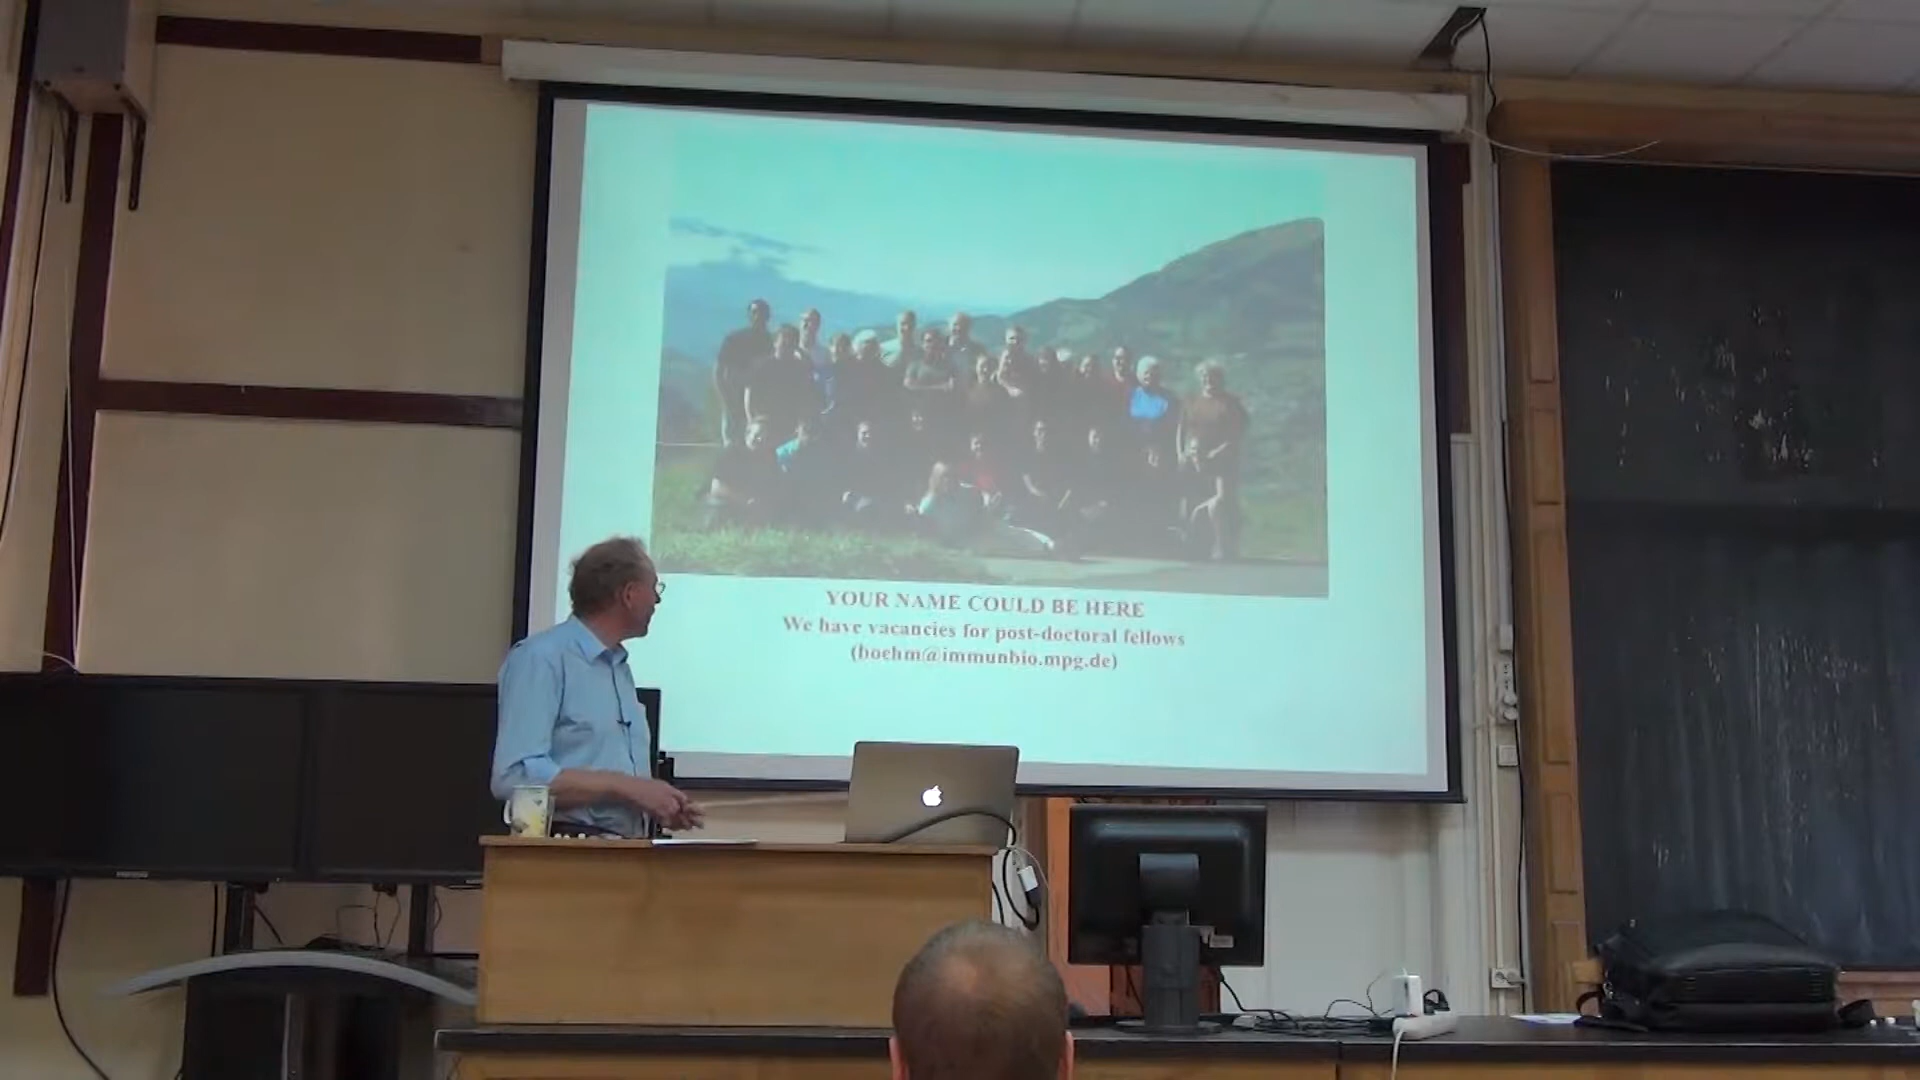 YOUR NAME COULD BE HERE
We have vacancies for post-doctoral fellows
(boehm@immunbio.mpg.de)